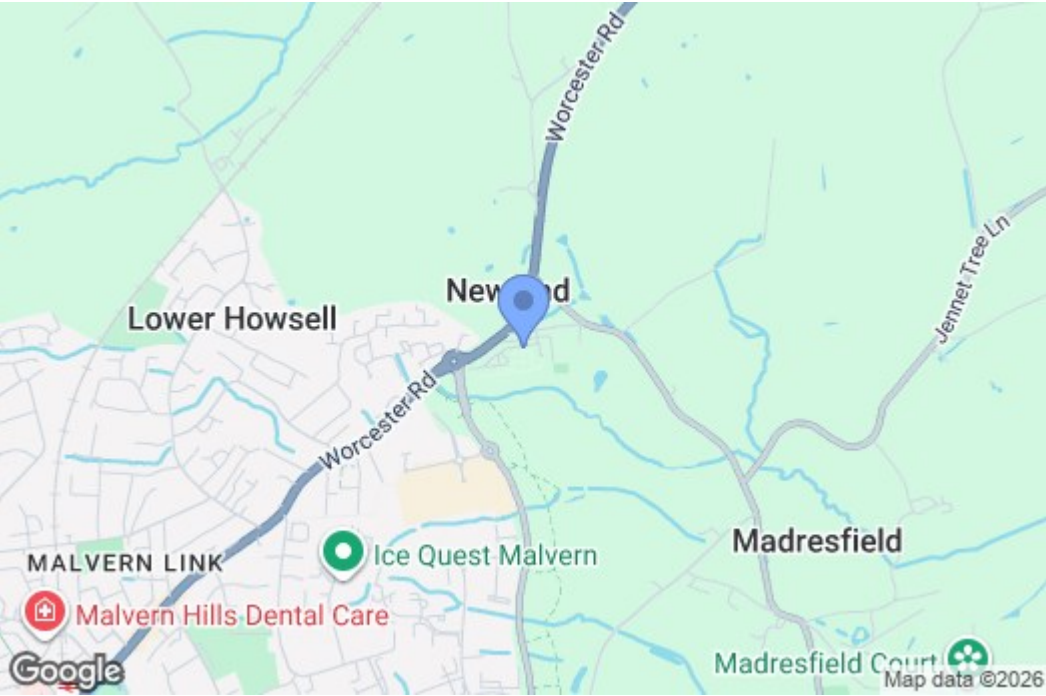 Worcester Rd
Jennet Tree Ln
Lower Howsell
Worcester Rd
Madresfield
Ice Quest Malvern
MALVERN LINK
Malvern Hills Dental Care
Madresfield Court
Google
Map data ©2026